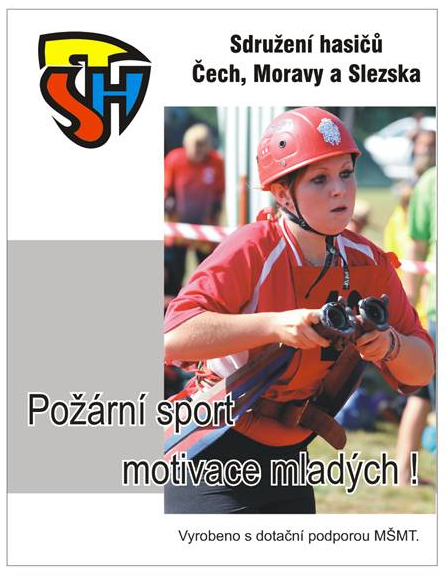 SH
Sdružení hasičů
Čech, Moravy a Slezska
Požární sport
motivace mladých !
Vyrobeno s dotační podporou MŠMT.